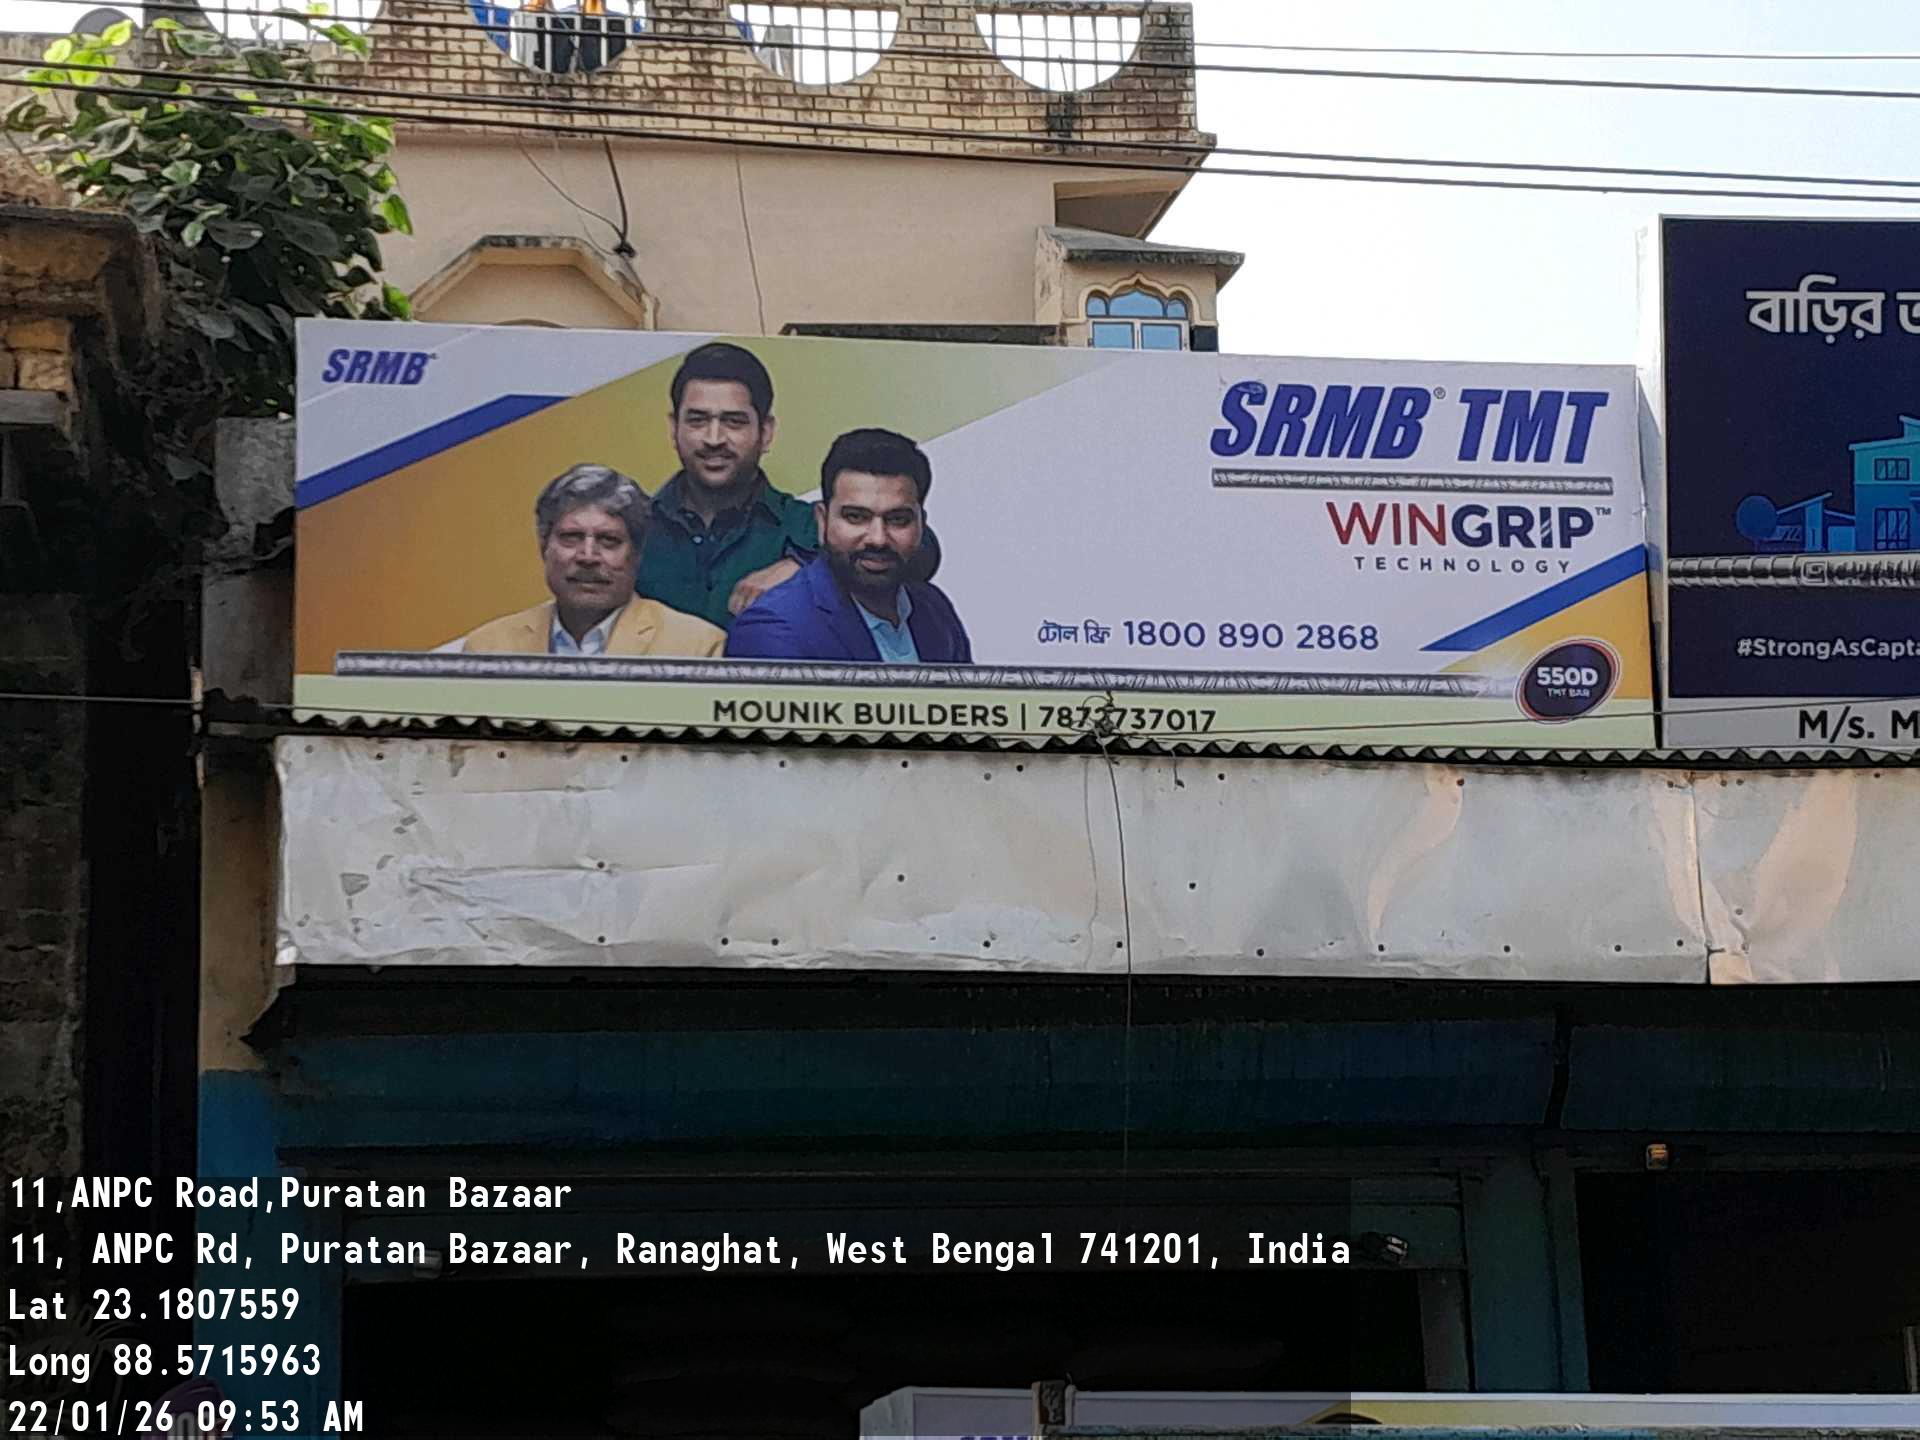 SRMB
SRMB® TMT
WINGRIP™
TECHNOLOGY
টোল ফ্রি 1800 890 2868
550D
TMT BAR
MOUNIK BUILDERS | 7872737017
বাড়ির
#StrongAsCapta
M/s. M
11,ANPC Road,Puratan Bazaar
11, ANPC Rd, Puratan Bazaar, Ranaghat, West Bengal 741201, India
Lat 23.1807559
Long 88.5715963
22/01/26 09:53 AM